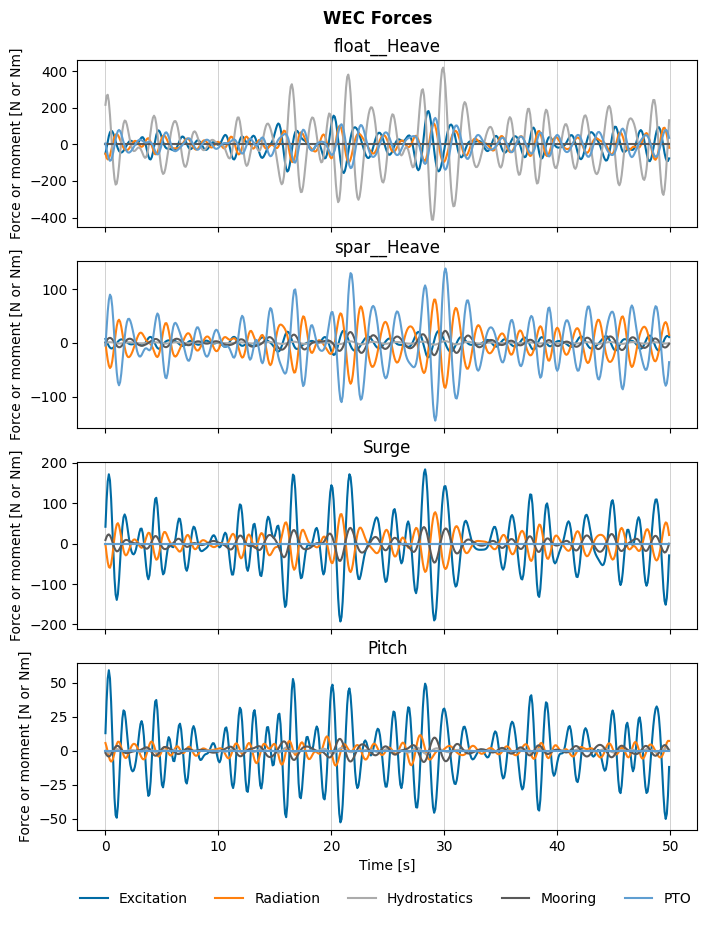 WEC Forces
float__Heave
Force or moment [N or Nm]
400
200
0
−200
−400
spar__Heave
Force or moment [N or Nm]
100
0
−100
Surge
Force or moment [N or Nm]
200
100
0
−100
−200
Pitch
Force or moment [N or Nm]
50
25
0
−25
−50
0 10 20 30 40 50
Time [s]
Excitation Radiation Hydrostatics Mooring PTO